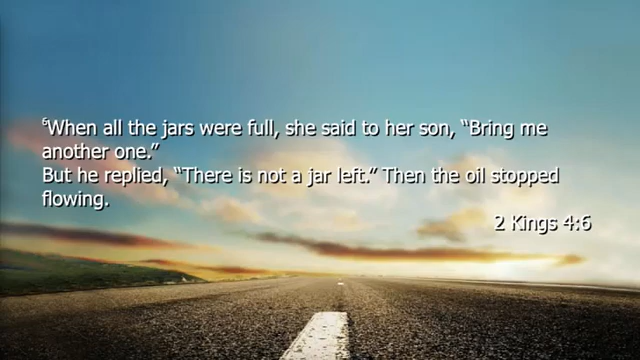 ⁶When all the jars were full, she said to her son, “Bring me
another one.”
But he replied, “There is not a jar left.” Then the oil stopped
flowing.
2 Kings 4:6